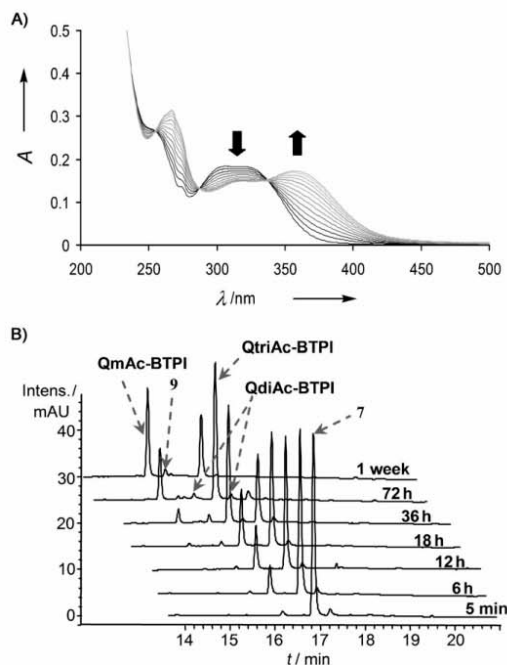 A)
0.5
0.4
0.3
0.2
0.1
0
A
200 250 300 350 400 450 500
λ/nm
B)
QtriAc-BTPI
QmAc-BTPI
9
QdiAc-BTPI
7
Intens./
mAU
40
30
20
10
0
1 week
72 h
36 h
18 h
12 h
6 h
5 min
14 15 16 17 18 19 20 21
t / min